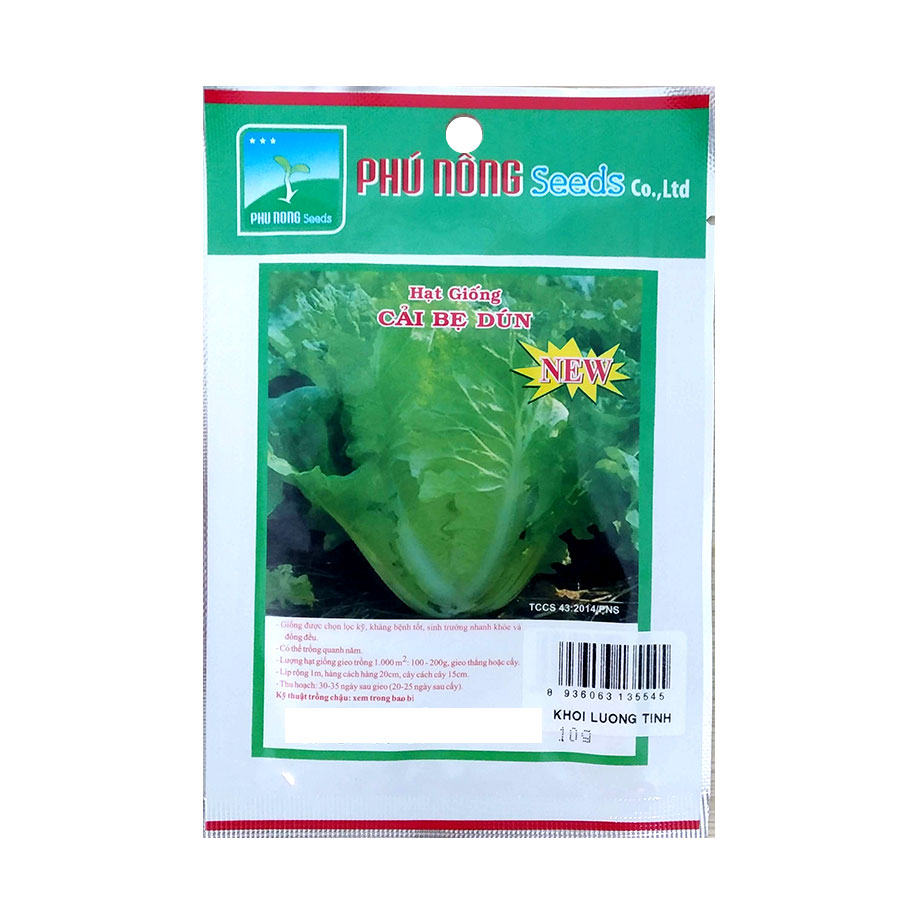 PHU NONG Seeds
PHÚ NÔNG Seeds Co.,Ltd
Hạt Giống
CẢI BẸ DÚN
NEW
TCCS 43:2014/PNS
- Giống được chọn lọc kỹ, kháng bệnh tốt, sinh trưởng nhanh khỏe và
đồng đều.
- Có thể trồng quanh năm.
- Lượng hạt giống gieo trồng 1.000 m²: 100 - 200g, gieo thẳng hoặc cấy.
- Líp rộng 1m, hàng cách hàng 20cm, cây cách cây 15cm.
- Thu hoạch: 30-35 ngày sau gieo (20-25 ngày sau cấy).
Kỹ thuật trồng chậu: xem trong bao bì
8 936063 135545
KHOI LUONG TINH
10g